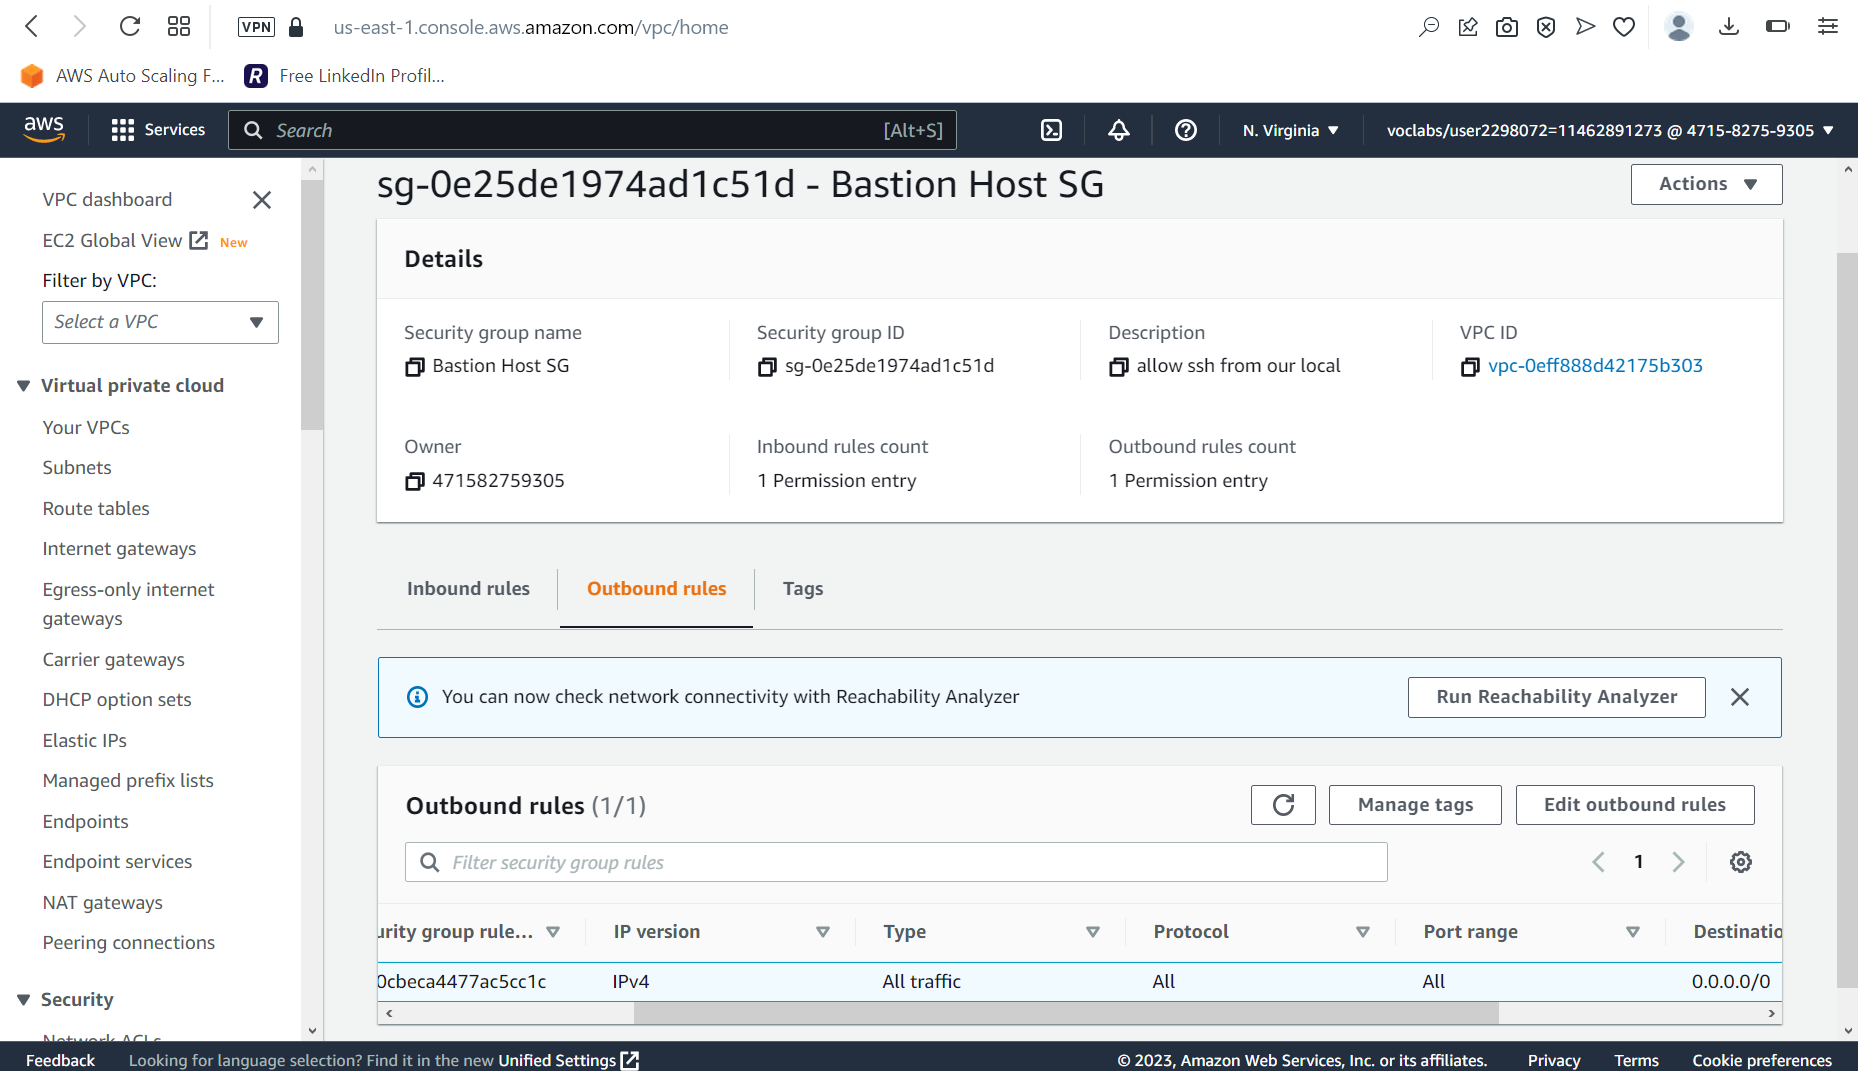 VPN
us-east-1.console.aws.amazon.com/vpc/home
AWS Auto Scaling F...
R
Free LinkedIn Profil...
aws
Services
Search
[Alt+S]
N. Virginia
voclabs/user2298072=11462891273 @ 4715-8275-9305
VPC dashboard
EC2 Global View New
Filter by VPC:
Select a VPC
Virtual private cloud
Your VPCs
Subnets
Route tables
Internet gateways
Egress-only internet
gateways
Carrier gateways
DHCP option sets
Elastic IPs
Managed prefix lists
Endpoints
Endpoint services
NAT gateways
Peering connections
Security
Network ACLs
sg-0e25de1974ad1c51d - Bastion Host SG
Actions
Details
Security group name
Bastion Host SG
Security group ID
sg-0e25de1974ad1c51d
Description
allow ssh from our local
VPC ID
vpc-0eff888d42175b303
Owner
471582759305
Inbound rules count
1 Permission entry
Outbound rules count
1 Permission entry
Inbound rules
Outbound rules
Tags
You can now check network connectivity with Reachability Analyzer
Run Reachability Analyzer
Outbound rules (1/1)
Manage tags
Edit outbound rules
Filter security group rules
1
urity group rule... IP version Type Protocol Port range Destinatio
0cbeca4477ac5cc1c IPv4 All traffic All All 0.0.0.0/0
Feedback
Looking for language selection? Find it in the new Unified Settings
© 2023, Amazon Web Services, Inc. or its affiliates.
Privacy
Terms
Cookie preferences